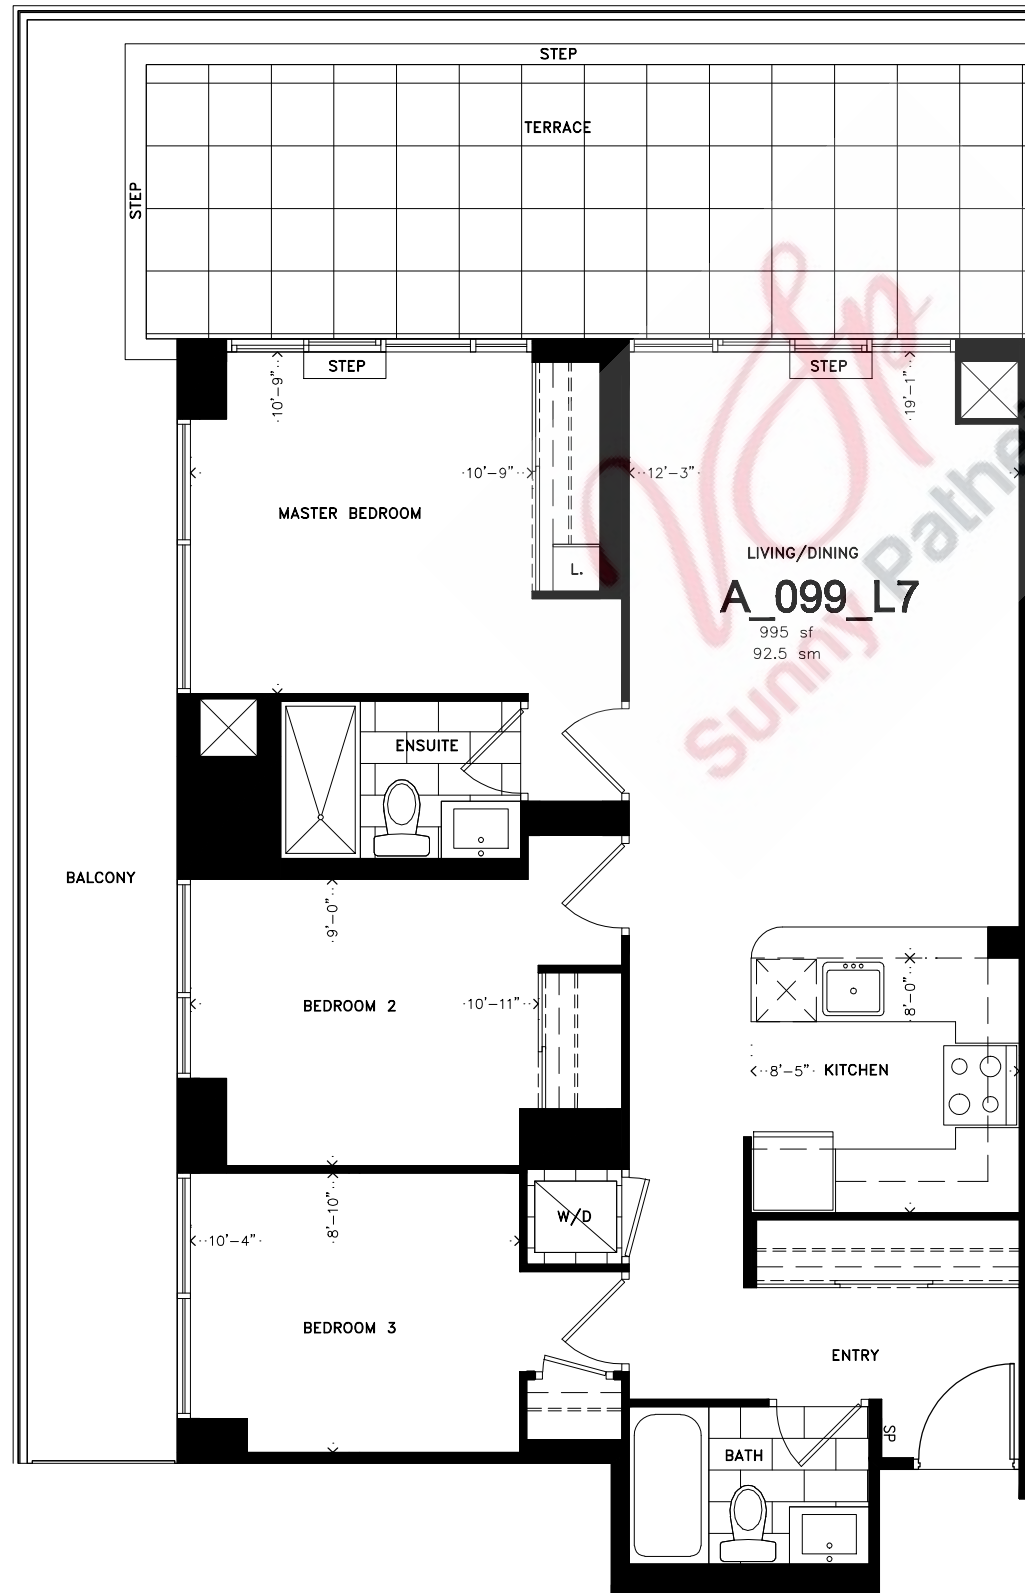 STEP
TERRACE
STEP
STEP
STEP
10'-9"
19'-1"
10'-9"
12'-3"
MASTER BEDROOM
LIVING/DINING
L.
A_099_L7
995 sf
92.5 sm
Sunny Pathe
ENSUITE
BALCONY
9'-0"
BEDROOM 2
10'-11"
8'-0"
8'-5"
KITCHEN
8'-10"
W/D
10'-4"
BEDROOM 3
ENTRY
SP
BATH